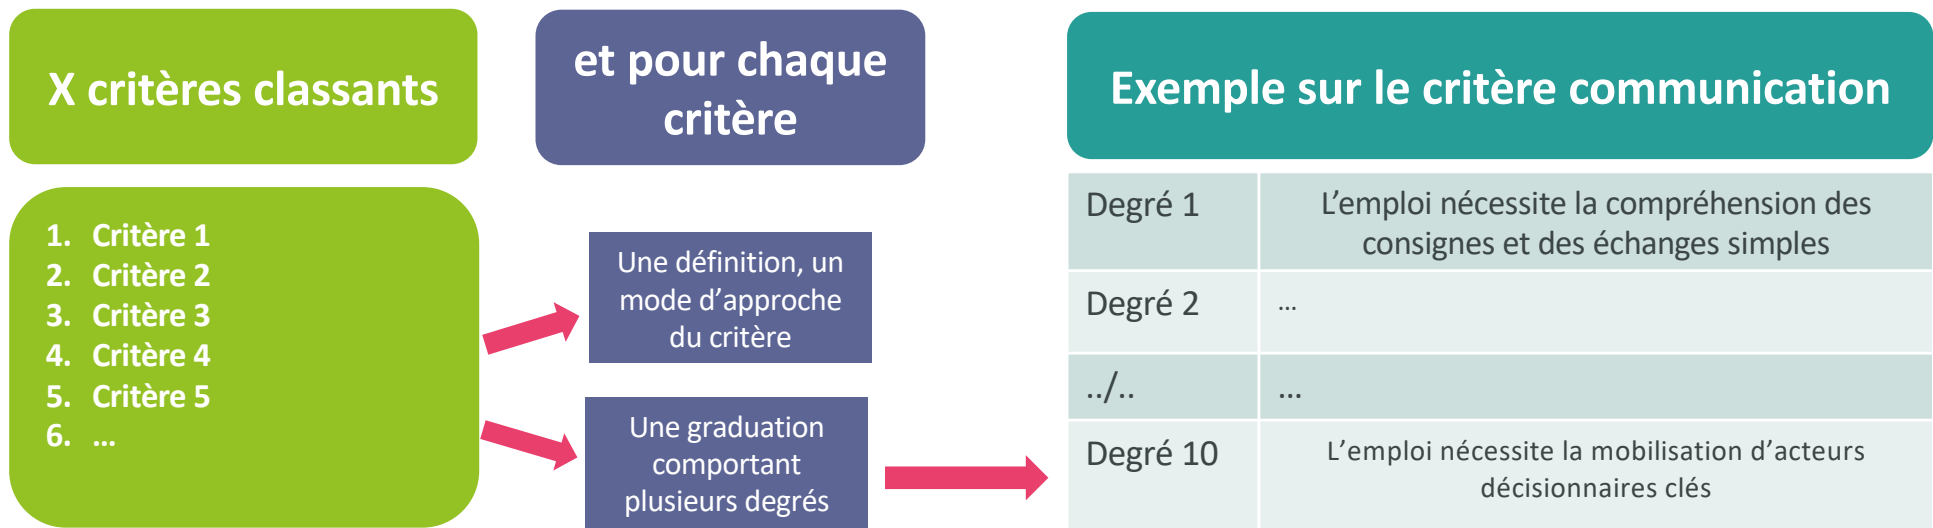 X critères classants
et pour chaque
critère
Exemple sur le critère communication
1. Critère 1
2. Critère 2
3. Critère 3
4. Critère 4
5. Critère 5
6. ...
Une définition, un
mode d’approche
du critère
Une graduation
comportant
plusieurs degrés
Degré 1
L’emploi nécessite la compréhension des
consignes et des échanges simples
Degré 2
...
../..
...
Degré 10
L’emploi nécessite la mobilisation d’acteurs
décisionnaires clés